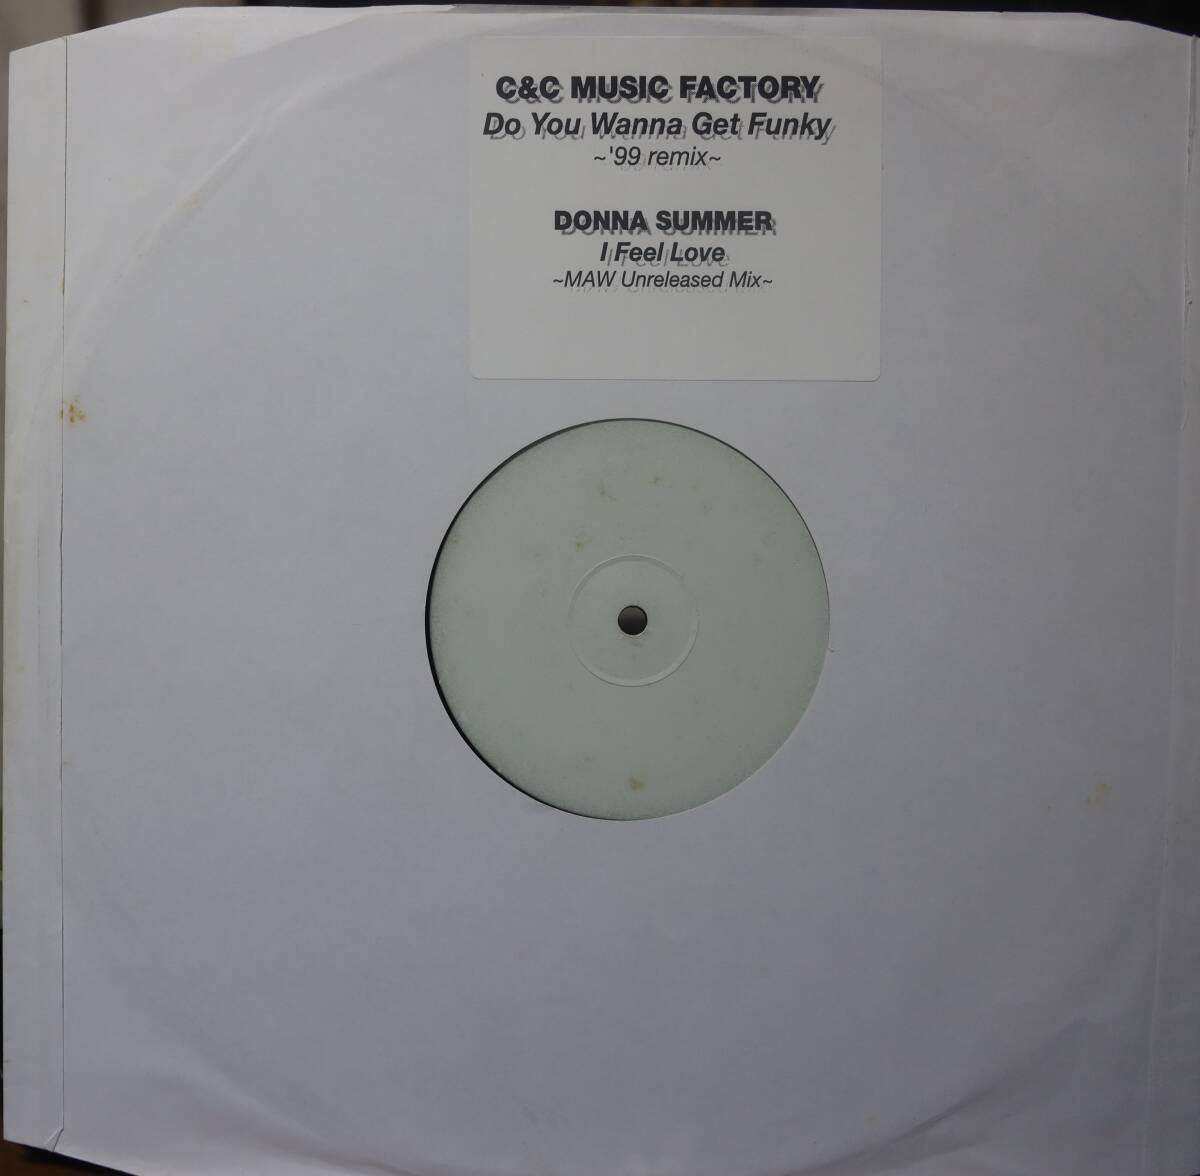 C&C MUSIC FACTORY
Do You Wanna Get Funky
~'99 remix~
DONNA SUMMER
I Feel Love
~MAW Unreleased Mix~